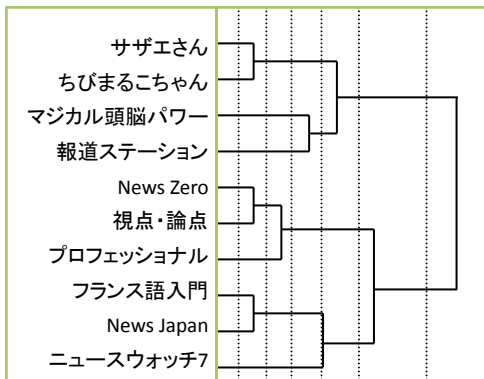 サザエさん
ちびまるこちゃん
マジカル頭脳パワー
報道ステーション
News Zero
視点・論点
プロフェッショナル
フランス語入門
News Japan
ニュースウォッチ7